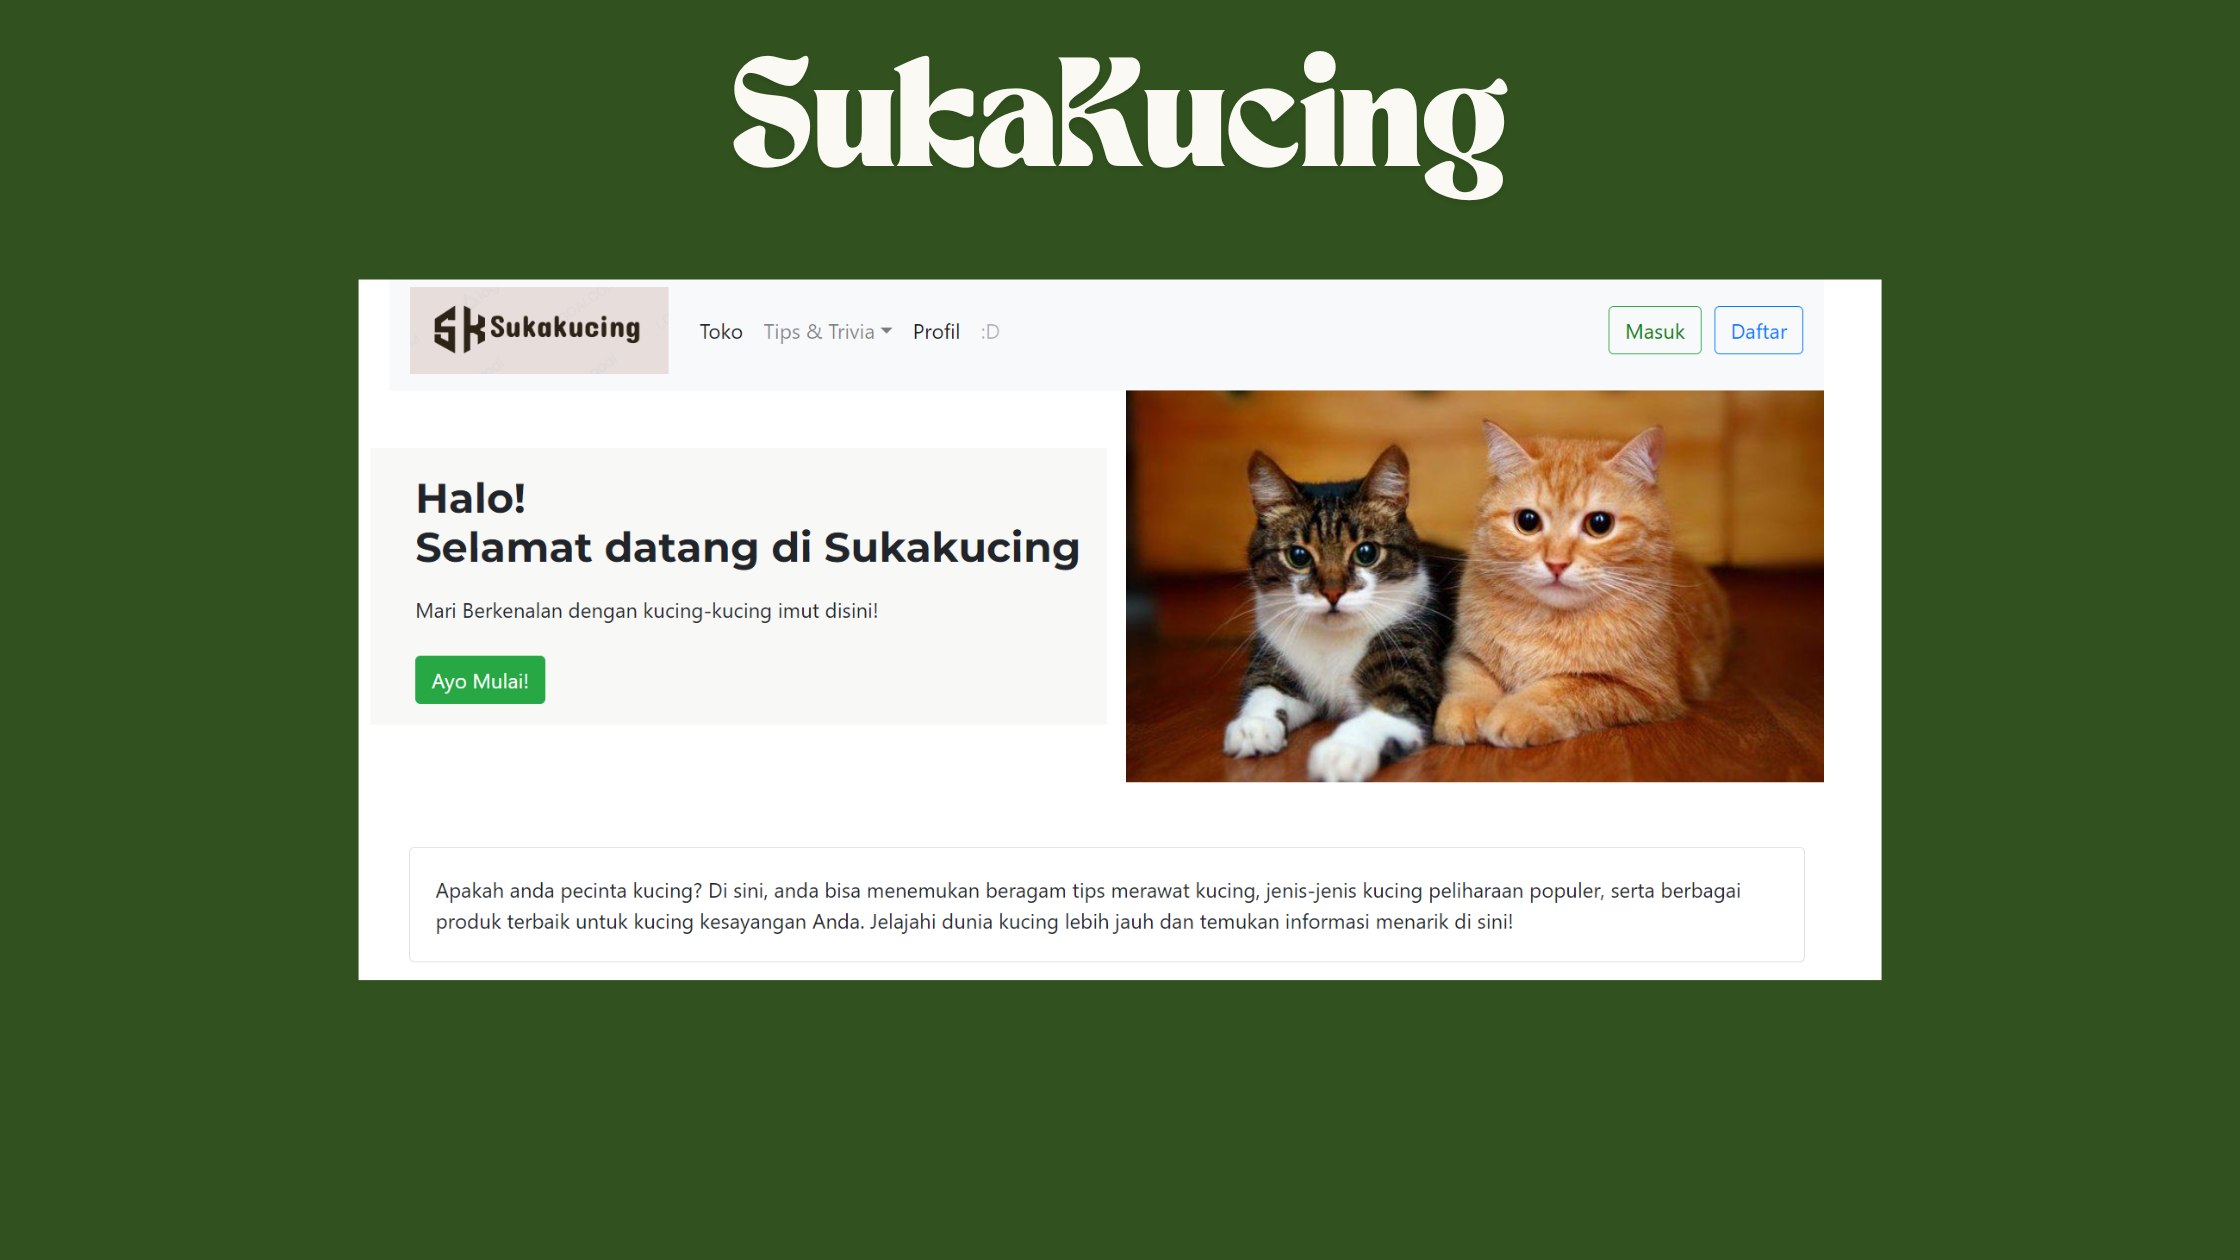 SukaKucing
SK Sukakucing
Toko Tips & Trivia Profil :D
Masuk Daftar
Halo!
Selamat datang di Sukakucing
Mari Berkenalan dengan kucing-kucing imut disini!
Ayo Mulai!
Apakah anda pecinta kucing? Di sini, anda bisa menemukan beragam tips merawat kucing, jenis-jenis kucing peliharaan populer, serta berbagai
produk terbaik untuk kucing kesayangan Anda. Jelajahi dunia kucing lebih jauh dan temukan informasi menarik di sini!